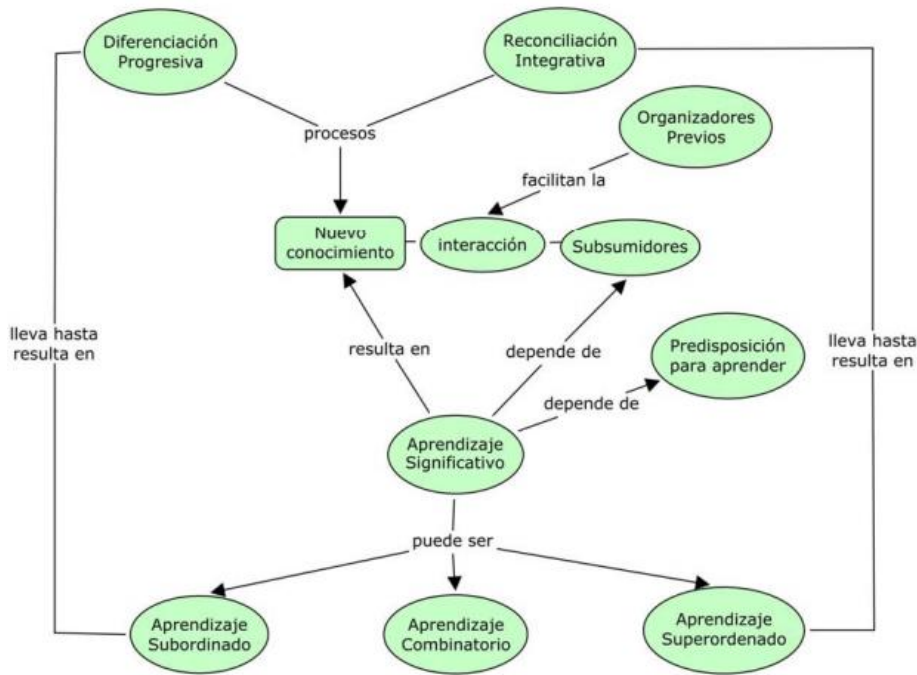 Diferenciación
Progresiva
Reconciliación
Integrativa
procesos
Organizadores
Previos
facilitan la
Nuevo
conocimiento
interacción
Subsumidores
lleva hasta
resulta en
resulta en
depende de
Predisposición
para aprender
lleva hasta
resulta en
depende de
Aprendizaje
Significativo
puede ser
Aprendizaje
Subordinado
Aprendizaje
Combinatorio
Aprendizaje
Superordenado